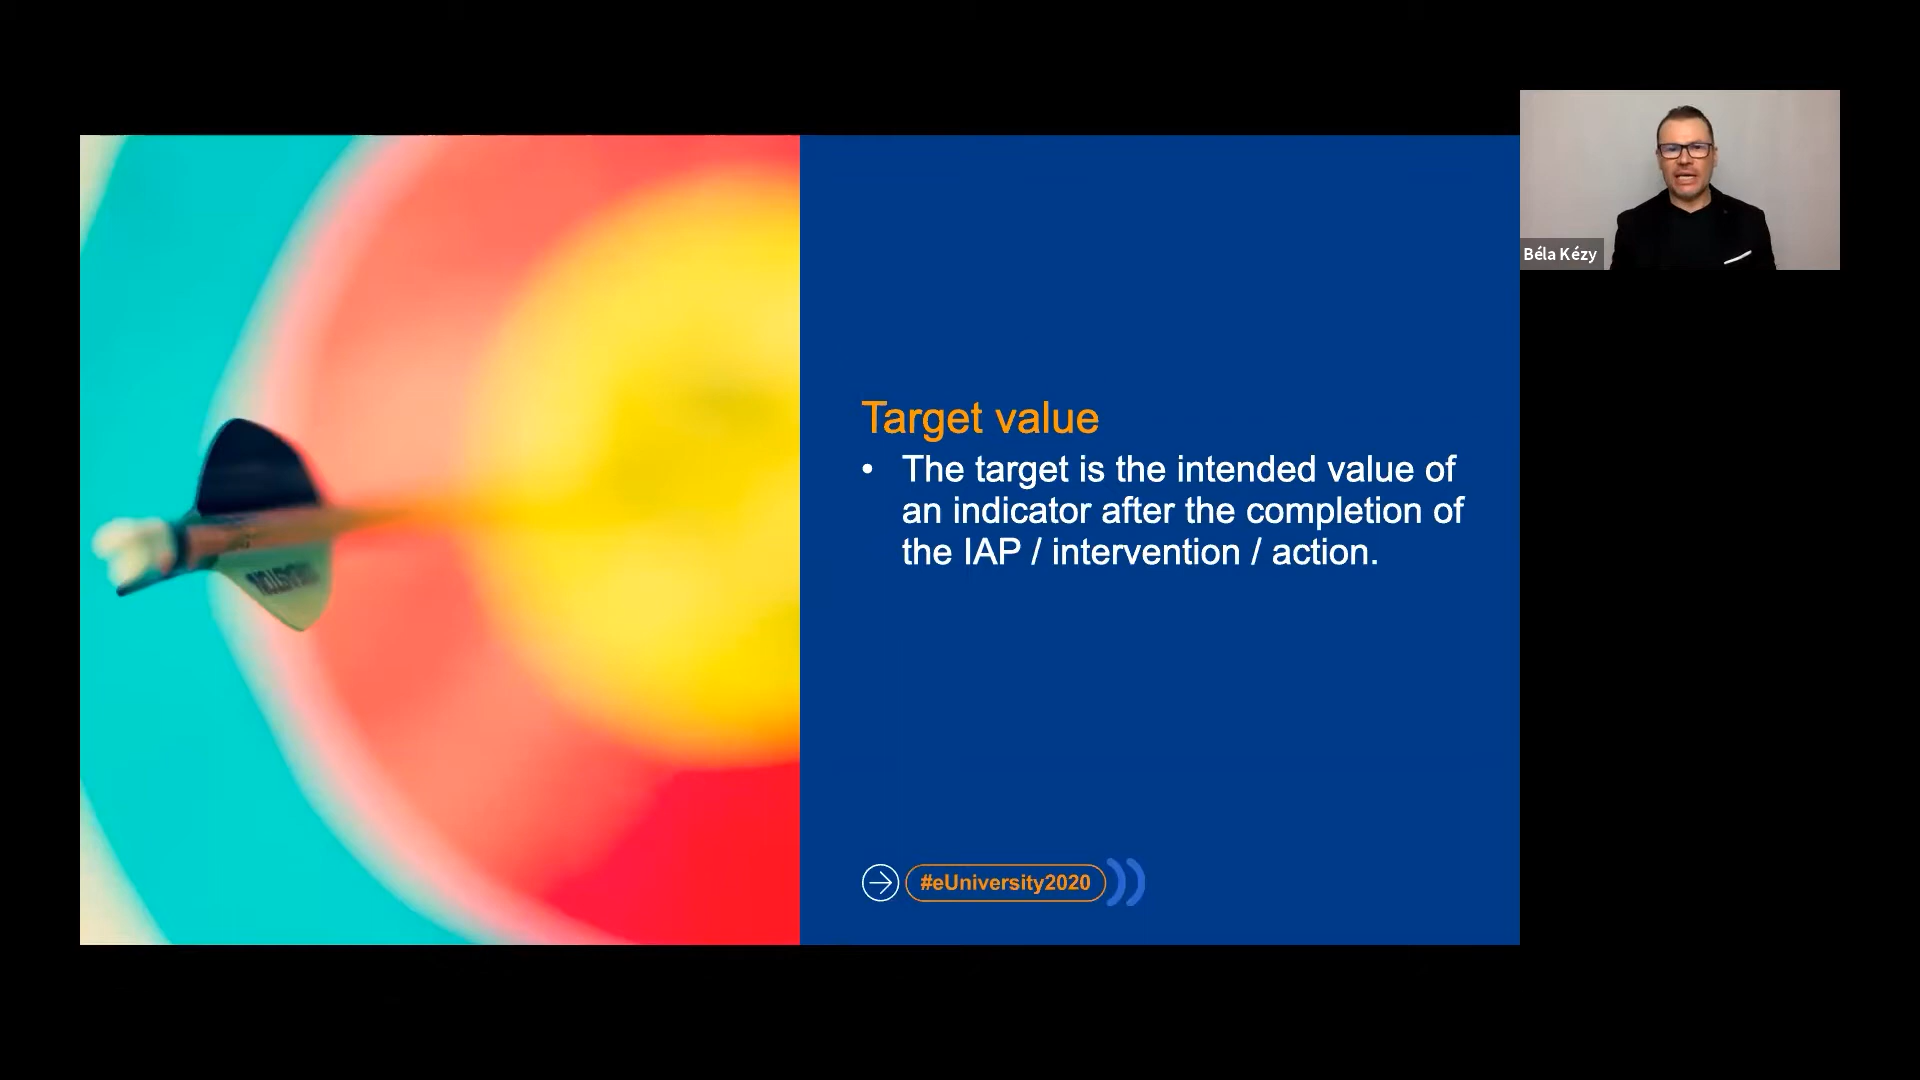 Béla Kézy
Target value
• The target is the intended value of
an indicator after the completion of
the IAP / intervention / action.
#eUniversity2020